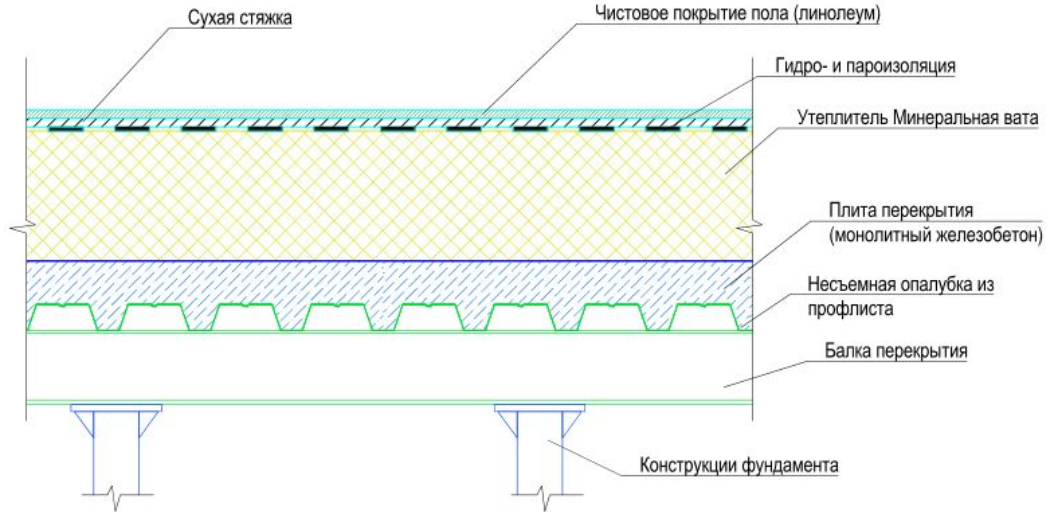 Сухая стяжка
Чистовое покрытие пола (линолеум)
Гидро- и пароизоляция
Утеплитель Минеральная вата
Плита перекрытия
(монолитный железобетон)
Несъемная опалубка из
профлиста
Балка перекрытия
Конструкции фундамента